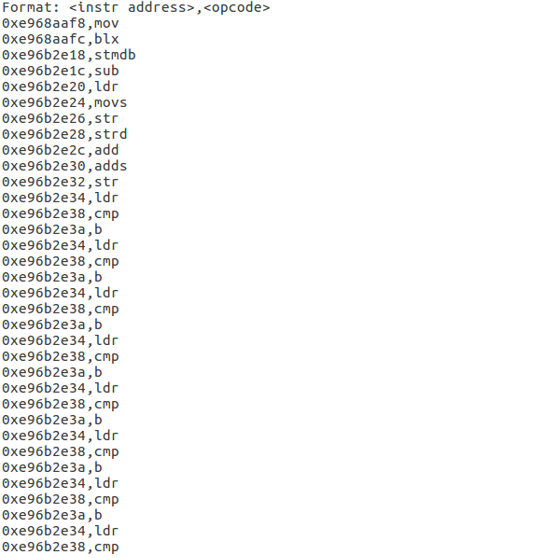 Format: <instr address>,<opcode>
0xe968aaf8,mov
0xe968aafc,blx
0xe96b2e18,stmdb
0xe96b2e1c,sub
0xe96b2e20,ldr
0xe96b2e24,movs
0xe96b2e26,str
0xe96b2e28,strd
0xe96b2e2c,add
0xe96b2e30,adds
0xe96b2e32,str
0xe96b2e34,ldr
0xe96b2e38,cmp
0xe96b2e3a,b
0xe96b2e34,ldr
0xe96b2e38,cmp
0xe96b2e3a,b
0xe96b2e34,ldr
0xe96b2e38,cmp
0xe96b2e3a,b
0xe96b2e34,ldr
0xe96b2e38,cmp
0xe96b2e3a,b
0xe96b2e34,ldr
0xe96b2e38,cmp
0xe96b2e3a,b
0xe96b2e34,ldr
0xe96b2e38,cmp
0xe96b2e3a,b
0xe96b2e34,ldr
0xe96b2e38,cmp
0xe96b2e3a,b
0xe96b2e34,ldr
0xe96b2e38,cmp